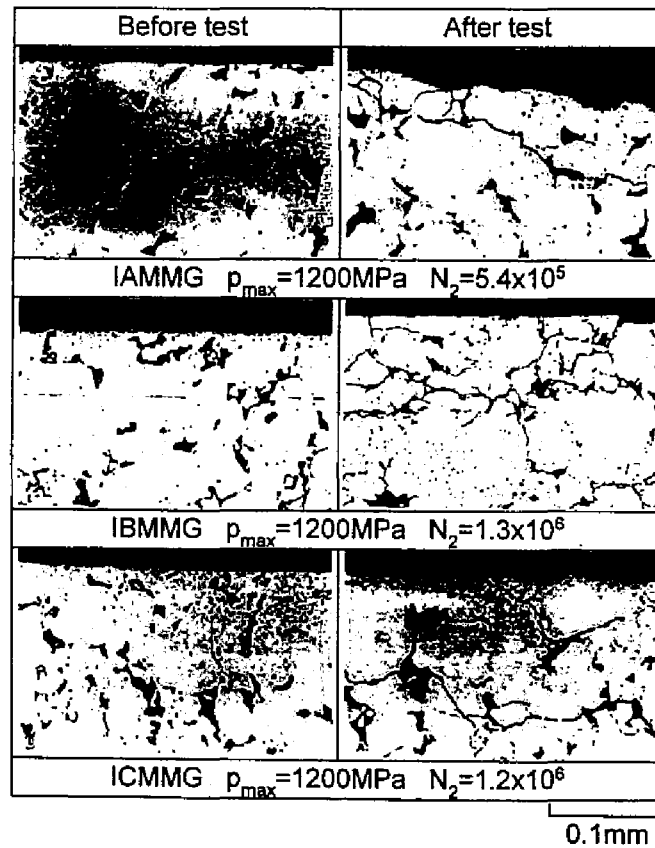 Before test After test
IAMMG p_max=1200MPa N_2=5.4x10^5
IBMMG p_max=1200MPa N_2=1.3x10^6
ICMMG p_max=1200MPa N_2=1.2x10^6
0.1mm